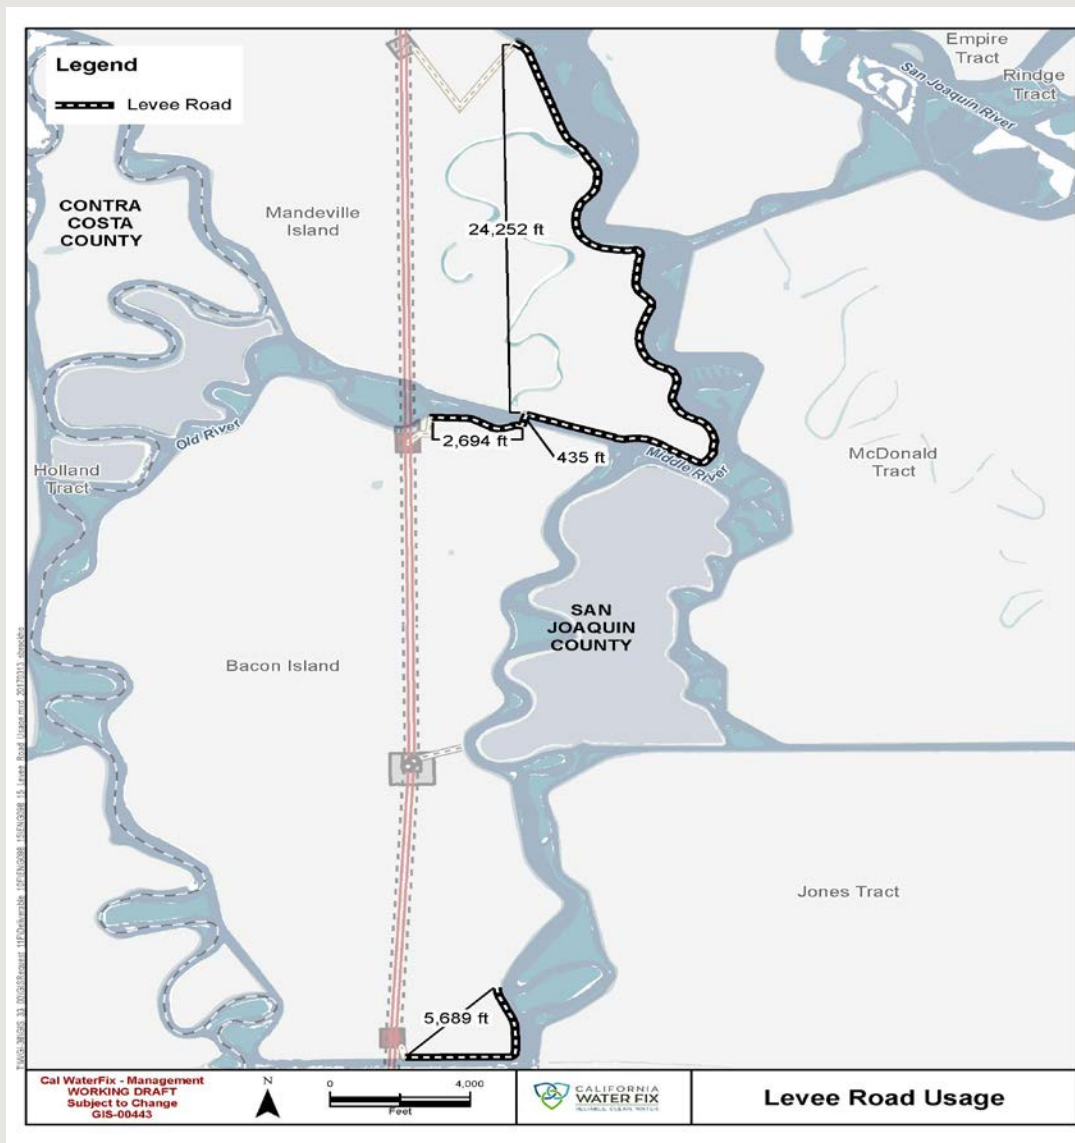 Legend
Levee Road
Empire
Tract
Rindge
Tract
San Joaquin River
CONTRA
COSTA
COUNTY
Mandeville
Island
24,252 ft
Old River
2,694 ft
435 ft
Middle River
McDonald
Tract
Holland
Tract
SAN
JOAQUIN
COUNTY
Bacon Island
Jones Tract
5,689 ft
Cal WaterFix - Management
WORKING DRAFT
Subject to Change
GIS-00443
N
0 4,000
Feet
CALIFORNIA
WATER FIX
RELIABLE. CLEAN. WATER.
Levee Road Usage